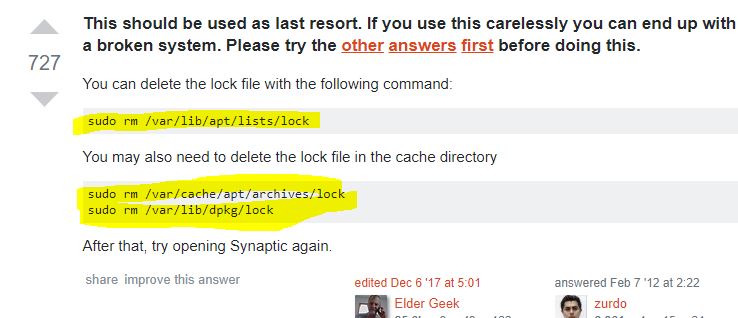 This should be used as last resort. If you use this carelessly you can end up with
a broken system. Please try the other answers first before doing this.
727
You can delete the lock file with the following command:
sudo rm /var/lib/apt/lists/lock
You may also need to delete the lock file in the cache directory
sudo rm /var/cache/apt/archives/lock
sudo rm /var/lib/dpkg/lock
After that, try opening Synaptic again.
share improve this answer
edited Dec 6 '17 at 5:01
Elder Geek
answered Feb 7 '12 at 2:22
zurdo